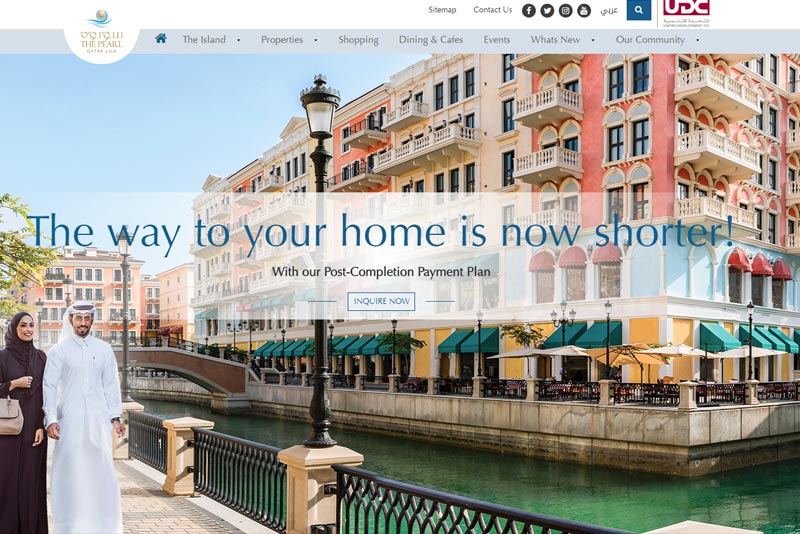 Sitemap
Contact Us
عربي
UDC
المتحدة للتنمية
UNITED DEVELOPMENT CO.
THE PEARL
QATAR قطر
The Island
Properties
Shopping
Dining & Cafes
Events
Whats New
Our Community
The way to your home is now shorter!
With our Post-Completion Payment Plan
INQUIRE NOW